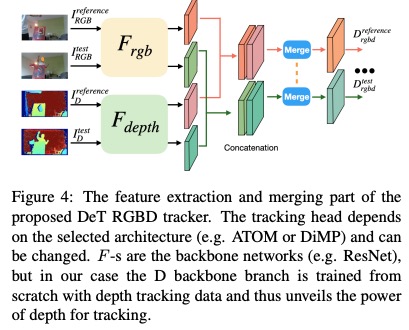 I_{RGB}^{reference}
I_{RGB}^{test}
I_{D}^{reference}
I_{D}^{test}
F_{rgb}
F_{depth}
Merge
Merge
Concatenation
D_{rgbd}^{reference}
D_{rgbd}^{test}
Figure 4: The feature extraction and merging part of the
proposed DeT RGBD tracker. The tracking head depends
on the selected architecture (e.g. ATOM or DiMP) and can
be changed. F-s are the backbone networks (e.g. ResNet),
but in our case the D backbone branch is trained from
scratch with depth tracking data and thus unveils the power
of depth for tracking.